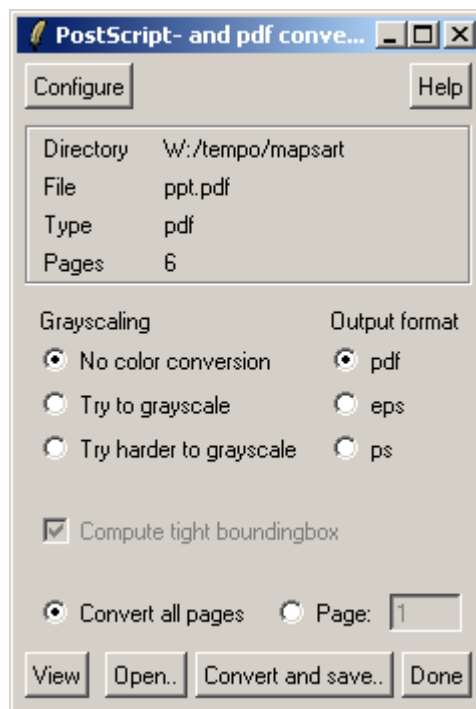 PostScript- and pdf conve...
Configure Help
Directory W:/tempo/mapsart
File ppt.pdf
Type pdf
Pages 6
Grayscaling Output format
No color conversion pdf
Try to grayscale eps
Try harder to grayscale ps
Compute tight boundingbox
Convert all pages Page: 1
View Open.. Convert and save.. Done